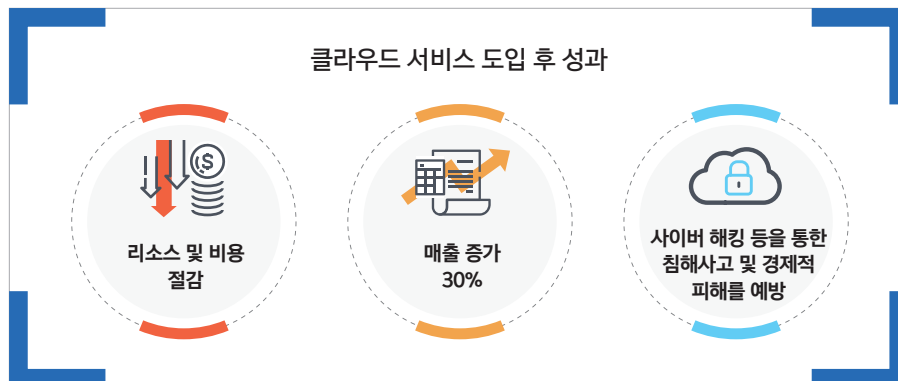 클라우드 서비스 도입 후 성과
리소스 및 비용
절감
매출 증가
30%
사이버 해킹 등을 통한
침해사고 및 경제적
피해를 예방